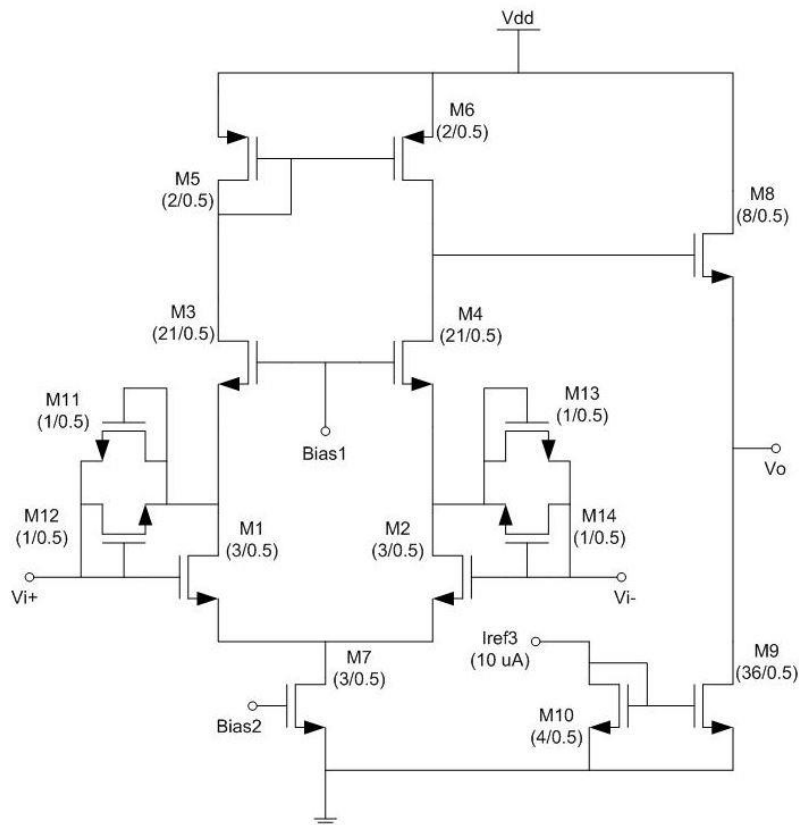 Vdd
M6
(2/0.5)
M5
(2/0.5)
M8
(8/0.5)
M3
(21/0.5)
M4
(21/0.5)
M11
(1/0.5)
M13
(1/0.5)
Bias1
Vo
M12
(1/0.5)
M1
(3/0.5)
M2
(3/0.5)
M14
(1/0.5)
Vi+
Vi-
Iref3
(10 uA)
M7
(3/0.5)
M9
(36/0.5)
Bias2
M10
(4/0.5)